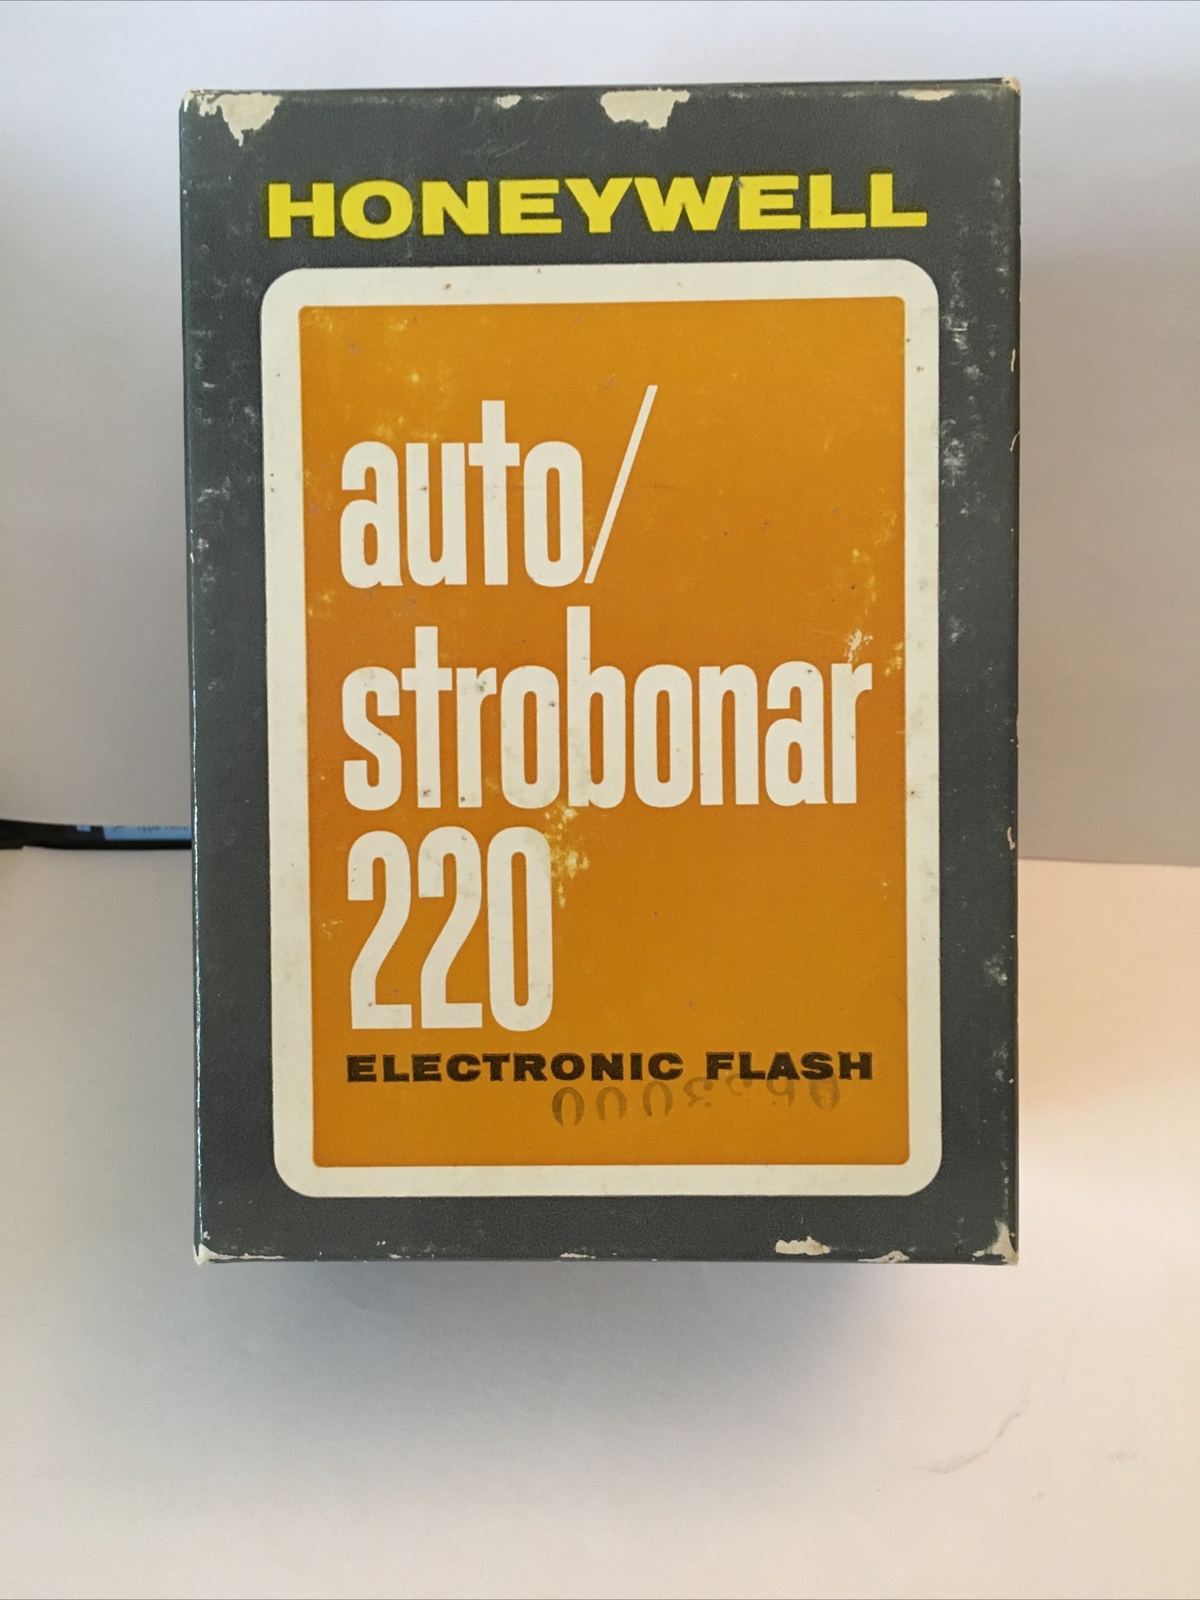 HONEYWELL
auto/
strobonar
220
ELECTRONIC FLASH